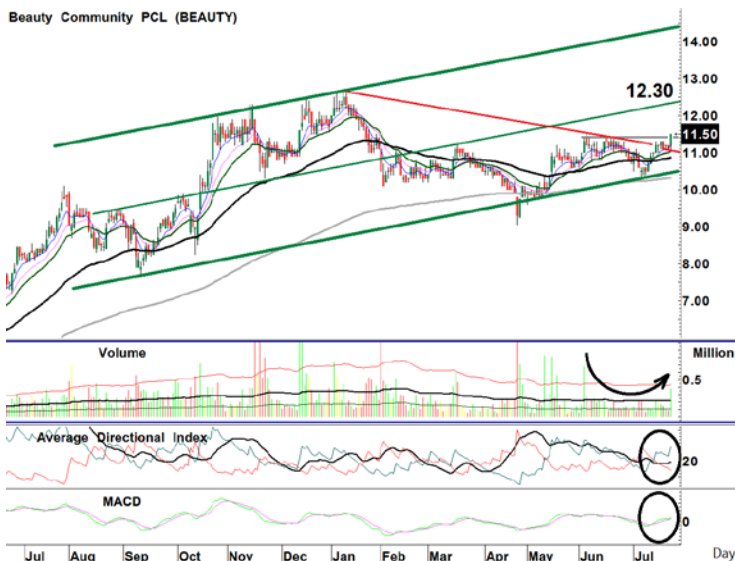 Beauty Community PCL (BEAUTY)
14.00
13.00
12.30
12.00
11.50
11.00
10.00
9.00
8.00
7.00
Volume
Million
0.5
Average Directional Index
20
MACD
0
Jul Aug Sep Oct Nov Dec Jan Feb Mar Apr May Jun Jul
Day